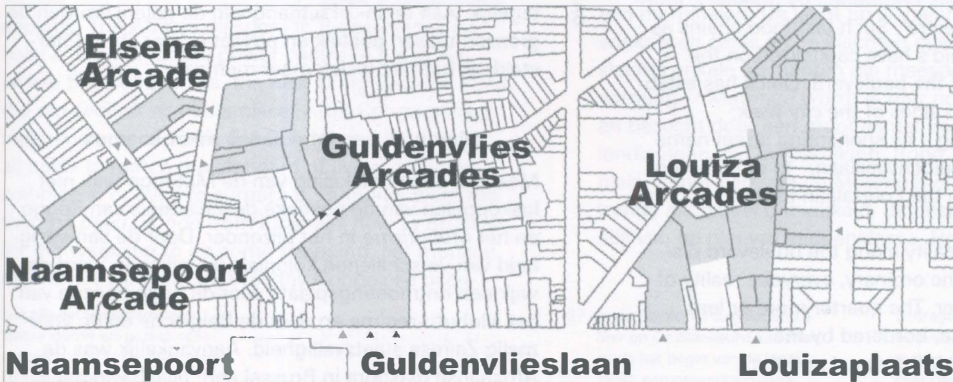 Elsene
Arcade
Guldenvlies
Arcades
Louiza
Arcades
Naamsepoort
Arcade
Naamsepoort
Guldenvlieslaan
Louizaplaats